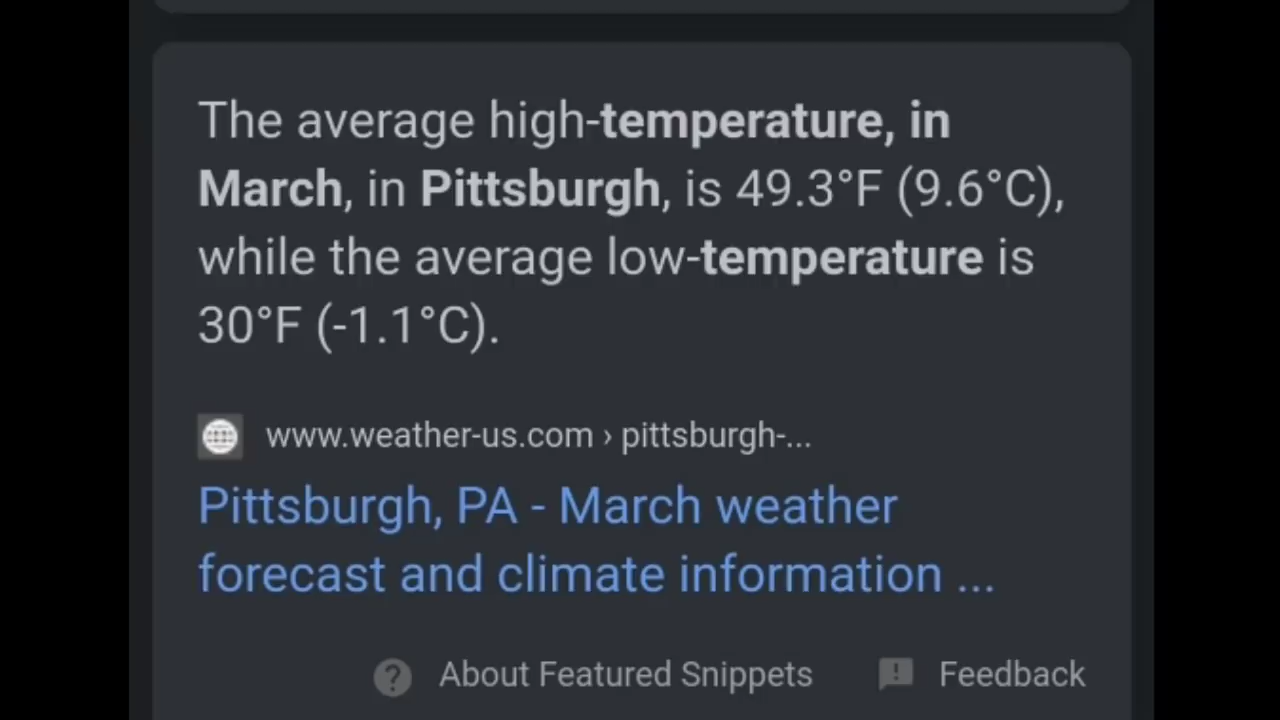 The average high-temperature, in
March, in Pittsburgh, is 49.3°F (9.6°C),
while the average low-temperature is
30°F (-1.1°C).
www.weather-us.com › pittsburgh-...
Pittsburgh, PA - March weather
forecast and climate information ...
About Featured Snippets
Feedback